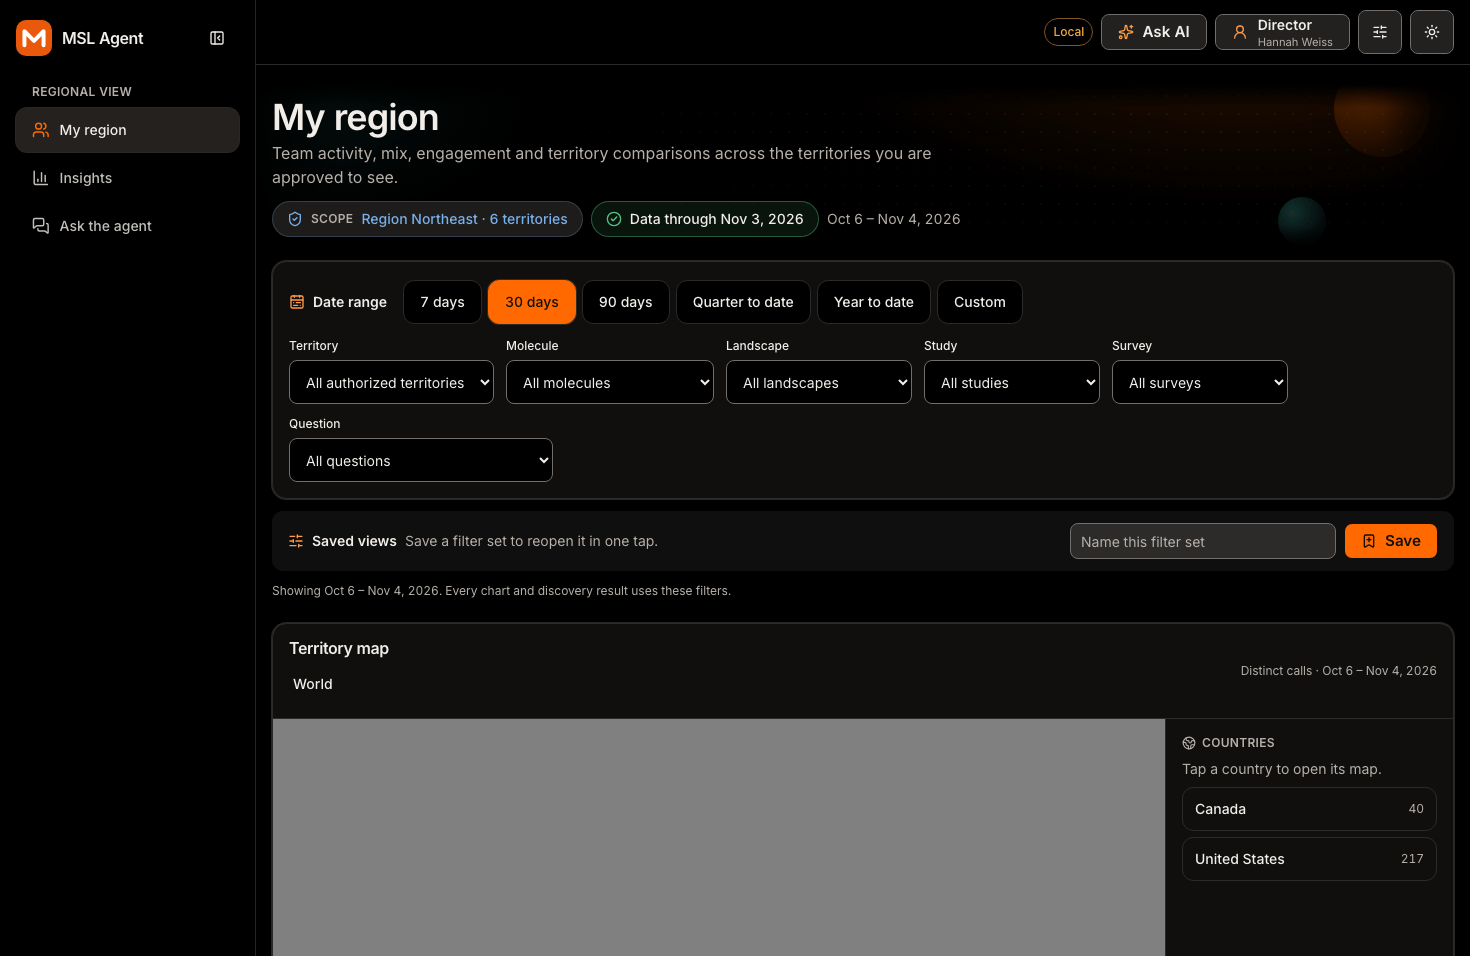 MSL Agent
REGIONAL VIEW
My region
Insights
Ask the agent
Local
Ask AI
Director
Hannah Weiss
My region
Team activity, mix, engagement and territory comparisons across the territories you are
approved to see.
SCOPE Region Northeast · 6 territories
Data through Nov 3, 2026
Oct 6 – Nov 4, 2026
Date range
7 days
30 days
90 days
Quarter to date
Year to date
Custom
Territory
Molecule
Landscape
Study
Survey
All authorized territories
All molecules
All landscapes
All studies
All surveys
Question
All questions
Saved views Save a filter set to reopen it in one tap.
Name this filter set
Save
Showing Oct 6 – Nov 4, 2026. Every chart and discovery result uses these filters.
Territory map
World
Distinct calls · Oct 6 – Nov 4, 2026
COUNTRIES
Tap a country to open its map.
Canada 40
United States 217